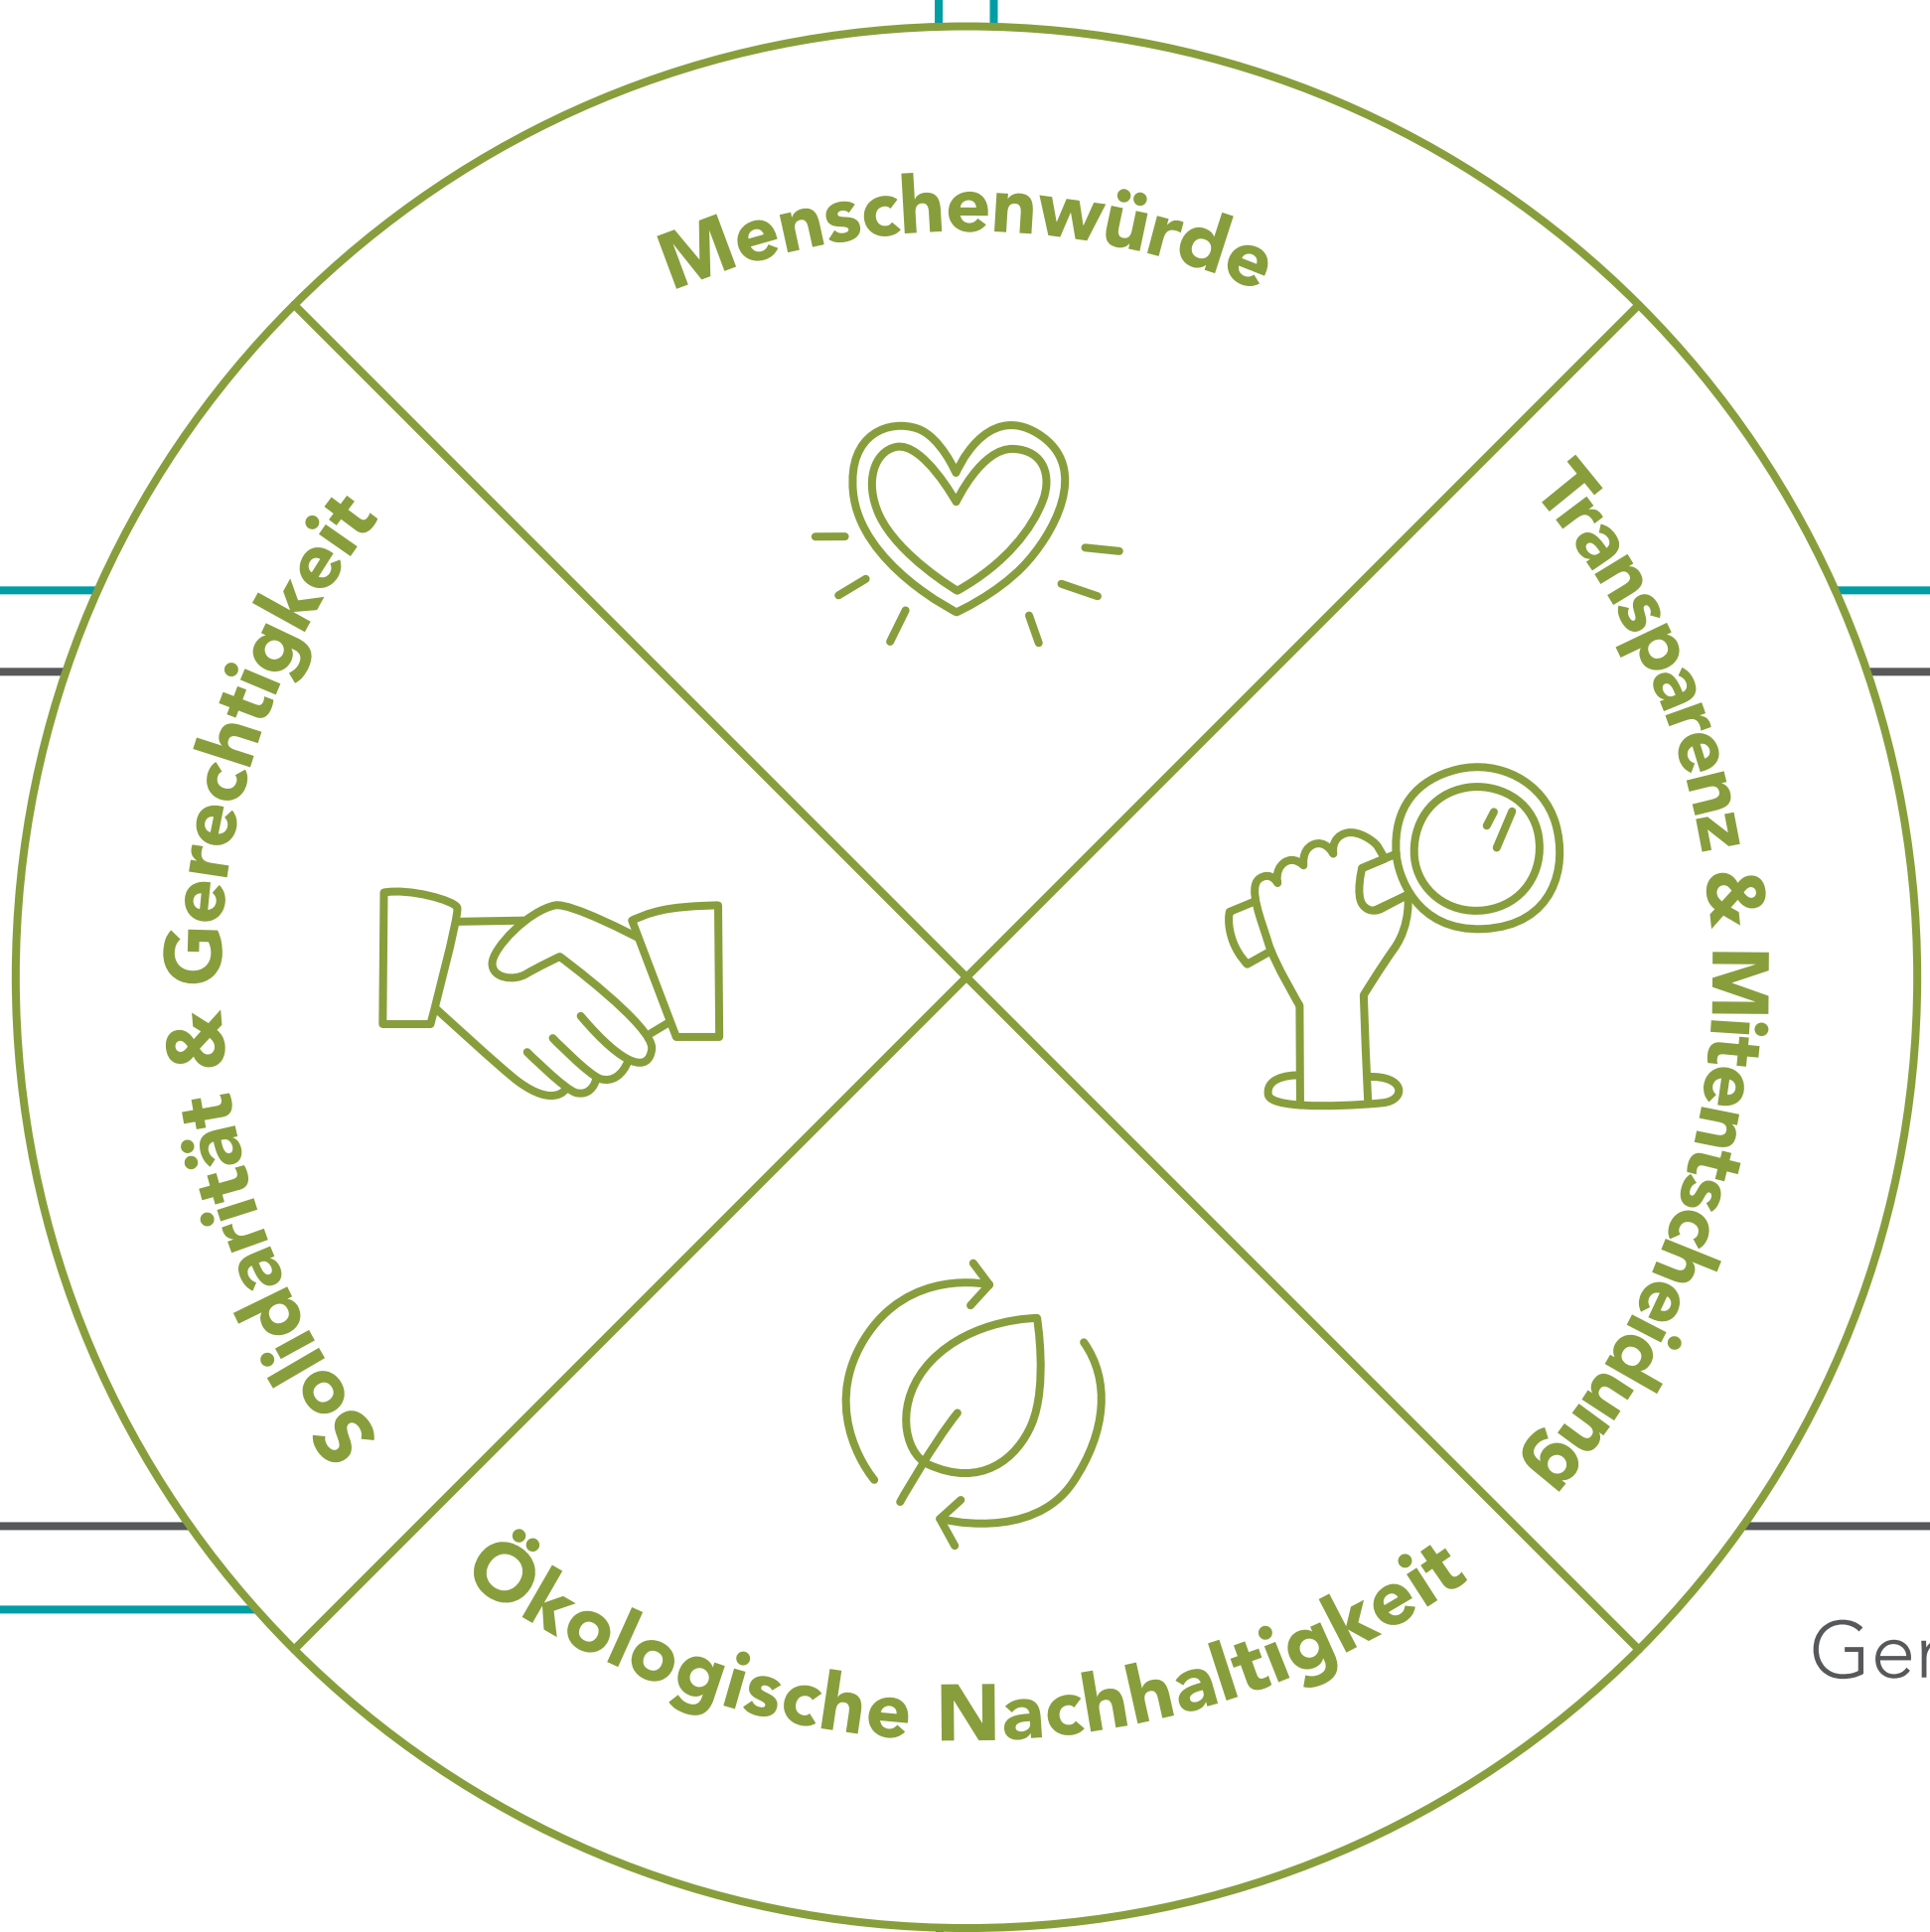 Menschenwürde
Transparenz & Mitentscheidung
Ökologische Nachhaltigkeit
Solidarität & Gerechtigkeit